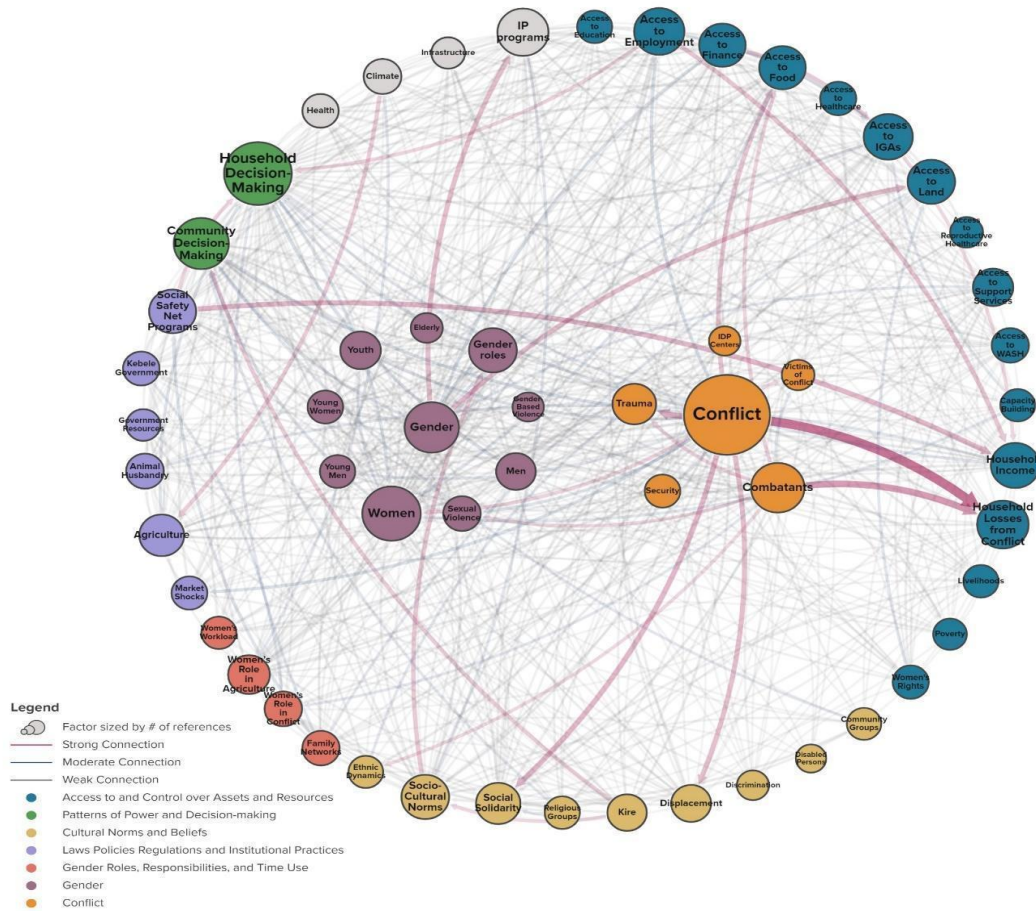 IP
programs
Access
to
Education
Access
to
Employment
Access
to
Finance
Access
to
Food
Access
to
Healthcare
Access
to
IGAs
Access
to
Land
Access
to
Reproductive
Healthcare
Access
to
Support
Services
Access
to
WASH
Capacity
Building
Household
Income
Household
Losses
from
Conflict
Livelihoods
Poverty
Women's
Rights
Community
Groups
Disabled
Persons
Discrimination
Displacement
Kire
Religious
Groups
Social
Solidarity
Socio-
Cultural
Norms
Ethnic
Dynamics
Family
Networks
Women's
Role in
Conflict
Women's
Role in
Agriculture
Women's
Workload
Market
Shocks
Agriculture
Animal
Husbandry
Government
Resources
Kebele
Government
Social
Safety
Net
Programs
Community
Decision-
Making
Household
Decision-
Making
Health
Climate
Infrastructure
Elderly
Youth
Gender
roles
Young
Women
Gender
Gender
Based
Violence
Young
Men
Men
Women
Sexual
Violence
IDP
Centers
Victims
of
Conflict
Trauma
Conflict
Security
Combatants
Legend
Factor sized by # of references
Strong Connection
Moderate Connection
Weak Connection
Access to and Control over Assets and Resources
Patterns of Power and Decision-making
Cultural Norms and Beliefs
Laws Policies Regulations and Institutional Practices
Gender Roles, Responsibilities, and Time Use
Gender
Conflict